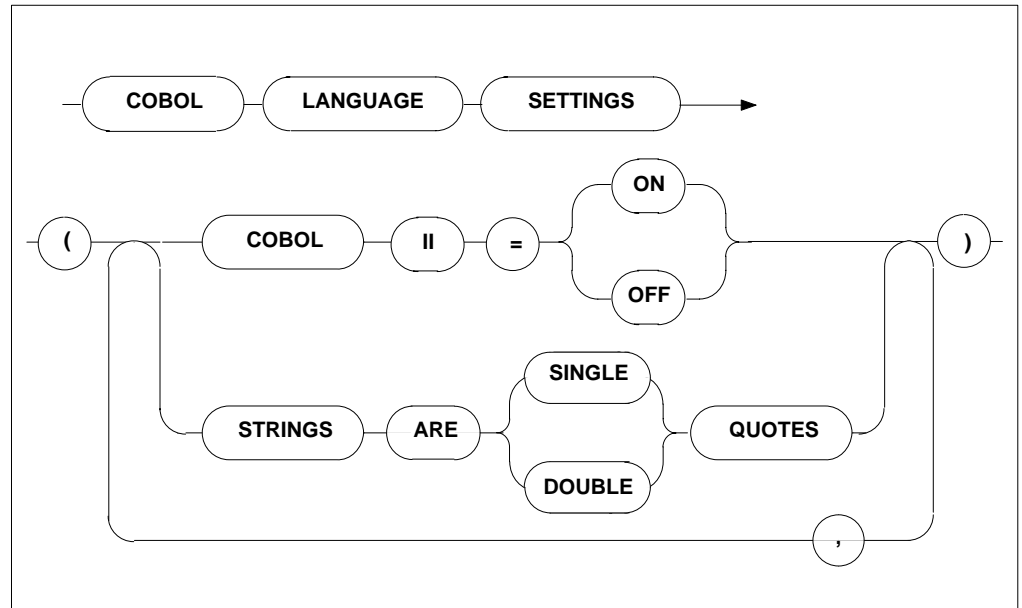 COBOL LANGUAGE SETTINGS
ON
( COBOL II = )
OFF
SINGLE
STRINGS ARE QUOTES
DOUBLE
,